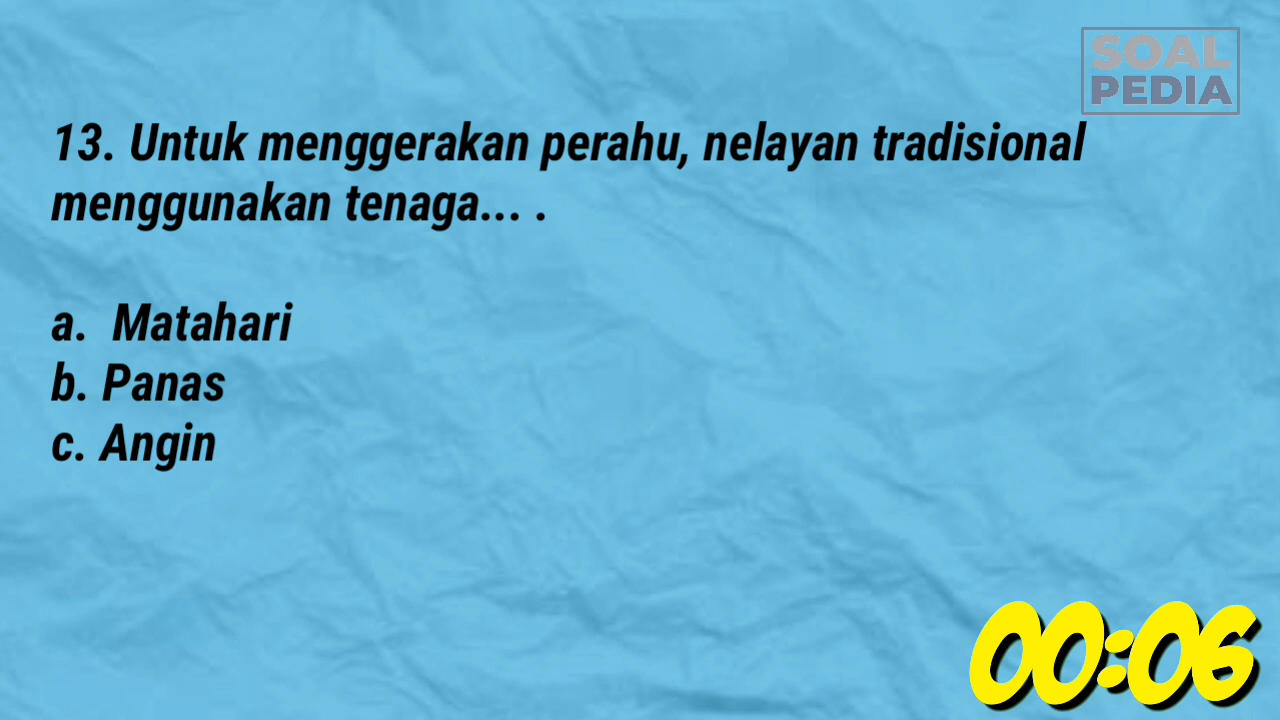 SOAL
PEDIA
13. Untuk menggerakan perahu, nelayan tradisional
menggunakan tenaga... .
a. Matahari
b. Panas
c. Angin
00:06